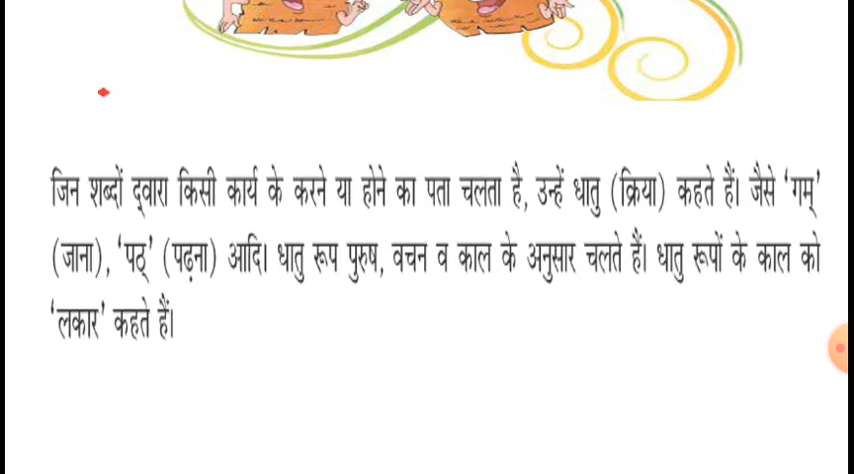 जिन शब्दों द्वारा किसी कार्य के करने या होने का पता चलता है, उन्हें धातु (क्रिया) कहते हैं। जैसे ‘गम्’
(जाना), ‘पठ्’ (पढ़ना) आदि। धातु रूप पुरुष, वचन व काल के अनुसार चलते हैं। धातु रूपों के काल को
‘लकार’ कहते हैं।